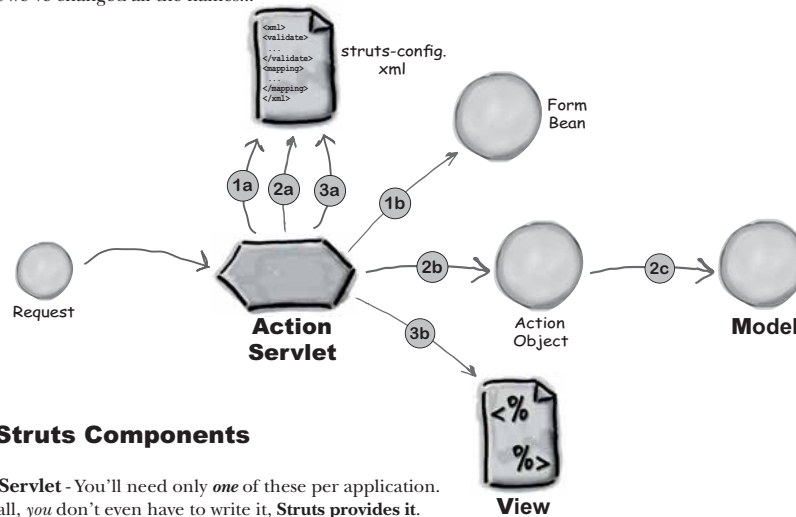 we've changed all the names...
<xml>
<validate>
...
</validate>
<mapping>
...
</mapping>
</xml>
struts-config.
xml
Form
Bean
1a
2a
3a
1b
Request
Action
Servlet
2b
Action
Object
2c
Model
3b
<%
%>
View
Struts Components
Servlet - You'll need only one of these per application.
all, you don't even have to write it, Struts provides it.